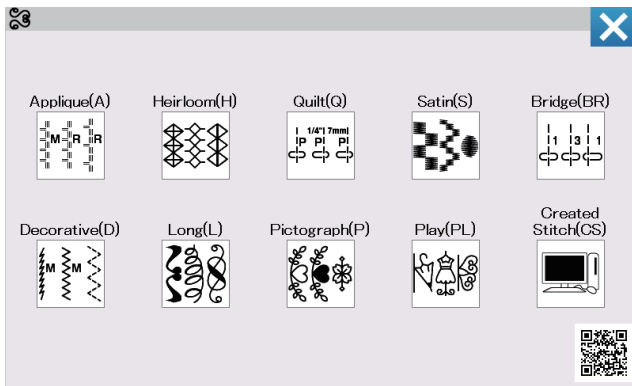 Applique(A)
Heirloom(H)
Quilt(Q)
Satin(S)
Bridge(BR)
M R R
1/4" 7mm
P P P
1 3 1
Decorative(D)
Long(L)
Pictograph(P)
Play(PL)
Created
Stitch(CS)
M M